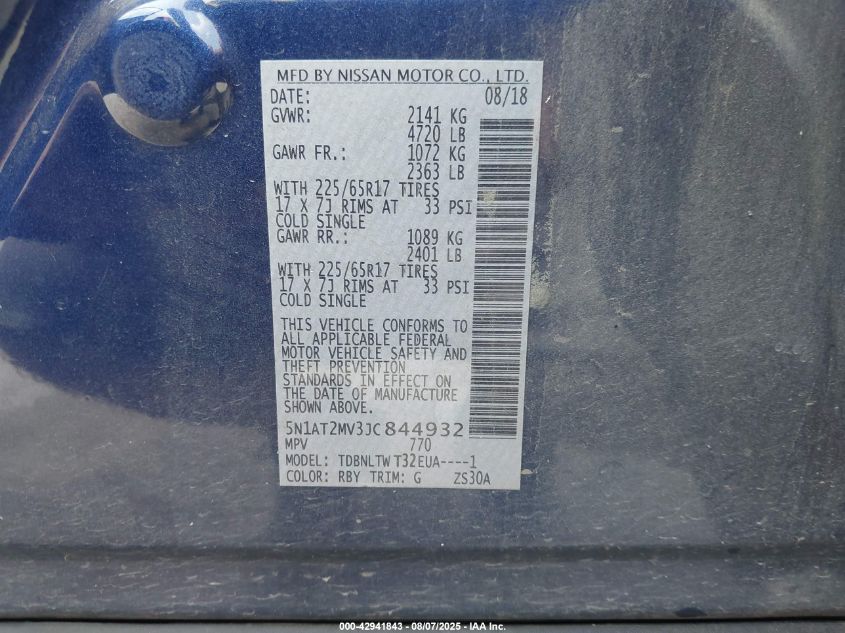 MFD BY NISSAN MOTOR CO., LTD.
DATE: 08/18
GVWR: 2141 KG
4720 LB
GAWR FR.: 1072 KG
2363 LB
WITH 225/65R17 TIRES
17 X 7J RIMS AT 33 PSI
COLD SINGLE
GAWR RR.: 1089 KG
2401 LB
WITH 225/65R17 TIRES
17 X 7J RIMS AT 33 PSI
COLD SINGLE
THIS VEHICLE CONFORMS TO
ALL APPLICABLE FEDERAL
MOTOR VEHICLE SAFETY AND
THEFT PREVENTION
STANDARDS IN EFFECT ON
THE DATE OF MANUFACTURE
SHOWN ABOVE.
5N1AT2MV3JC844932
MPV 770
MODEL: TDBNLTW T32EUA----1
COLOR: RBY TRIM: G ZS30A
000-42941843 - 08/07/2025 - IAA Inc.